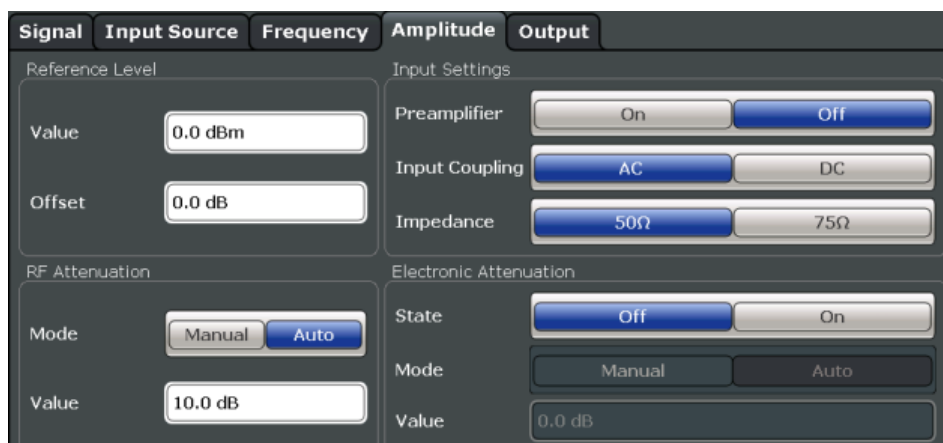 Signal Input Source Frequency Amplitude Output
Reference Level
Value 0.0 dBm
Offset 0.0 dB
Input Settings
Preamplifier On Off
Input Coupling AC DC
Impedance 50Ω 75Ω
RF Attenuation
Mode Manual Auto
Value 10.0 dB
Electronic Attenuation
State Off On
Mode Manual Auto
Value 0.0 dB